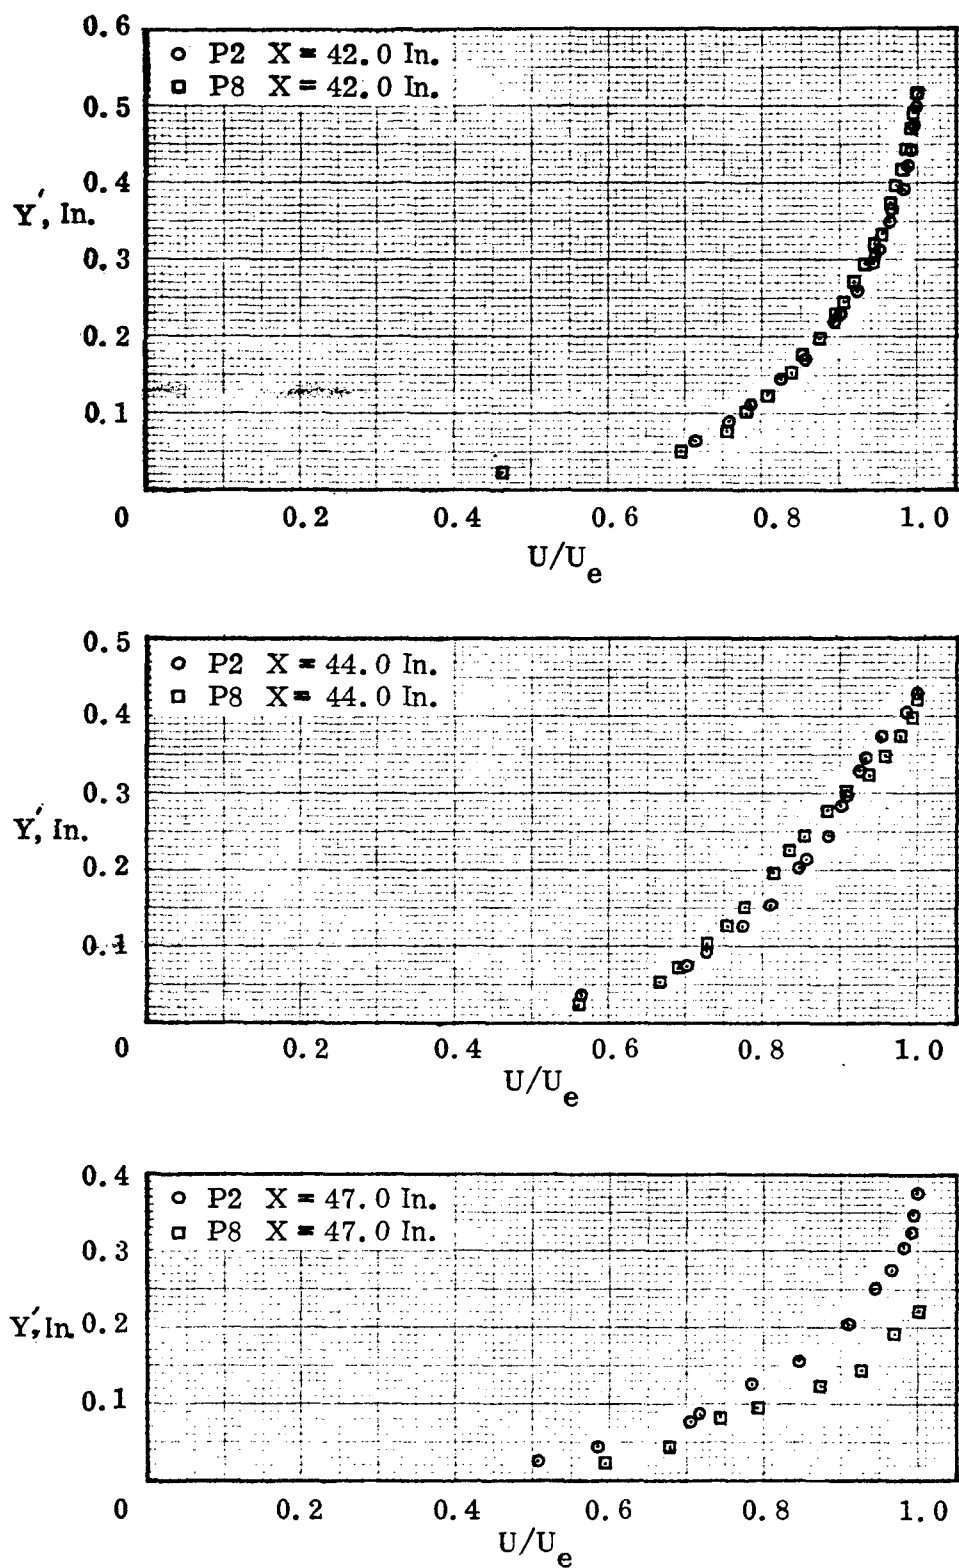 0.6
P2 X = 42.0 In.
P8 X = 42.0 In.
0.5
0.4
Y', In.
0.3
0.2
0.1
0 0.2 0.4 0.6 0.8 1.0
U/Ue
0.5
P2 X = 44.0 In.
P8 X = 44.0 In.
0.4
0.3
Y', In.
0.2
0.1
0 0.2 0.4 0.6 0.8 1.0
U/Ue
0.4
P2 X = 47.0 In.
P8 X = 47.0 In.
0.3
0.2
Y', In.
0.1
0 0.2 0.4 0.6 0.8 1.0
U/Ue